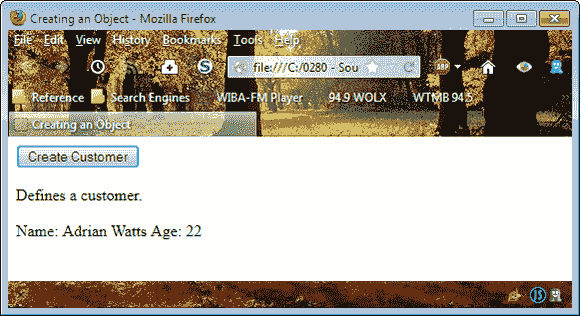 Creating an Object - Mozilla Firefox
File Edit View History Bookmarks Tools Help
file:///C:/0280 - Sou
Reference Search Engines WIBA-FM Player 94.9 WOLX WTMB 94.5
Creating an Object
Create Customer
Defines a customer.
Name: Adrian Watts Age: 22